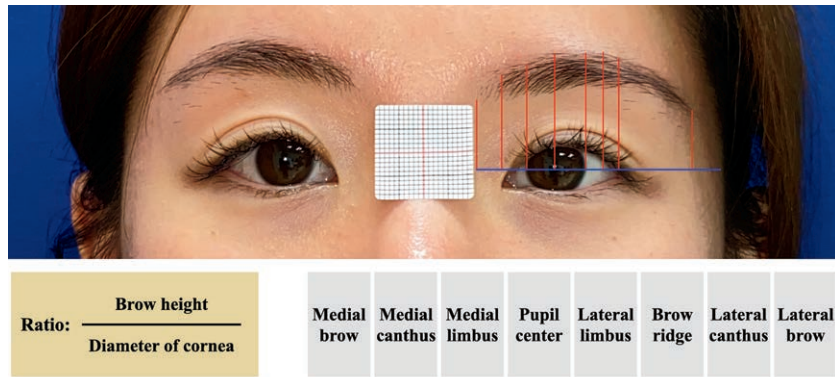 Ratio:
Brow height
Diameter of cornea
Medial brow
Medial canthus
Medial limbus
Pupil center
Lateral limbus
Brow ridge
Lateral canthus
Lateral brow